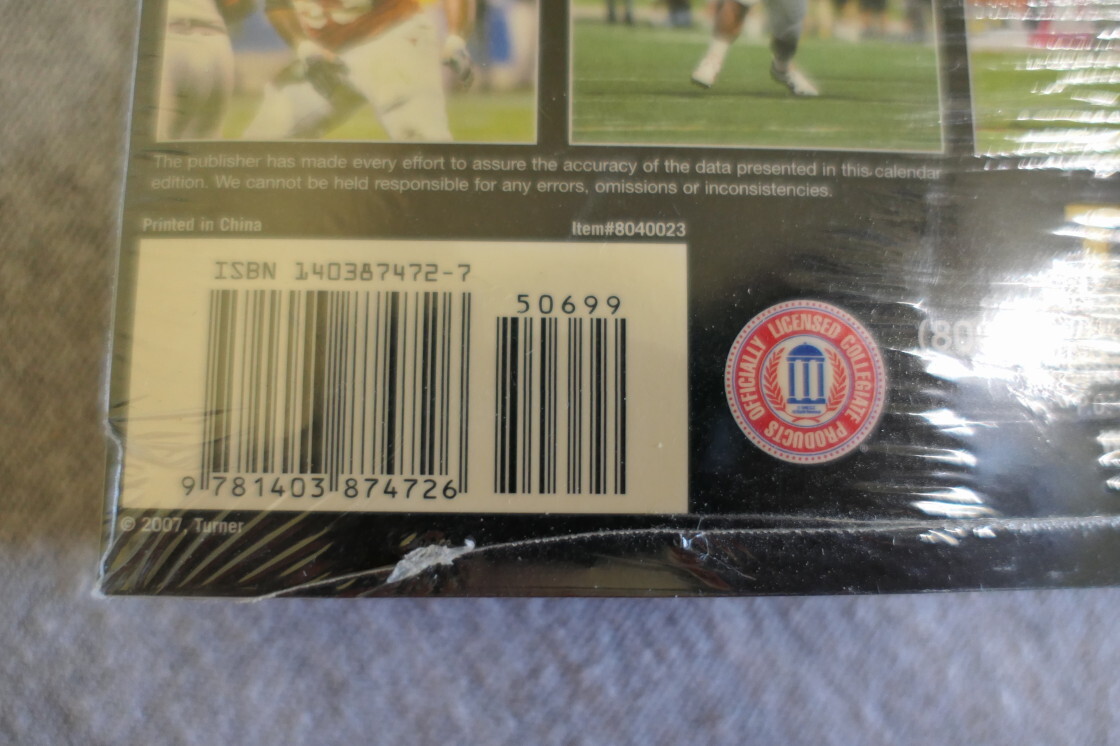 The publisher has made every effort to assure the accuracy of the data presented in this calendar
edition. We cannot be held responsible for any errors, omissions or inconsistencies.
Printed in China
Item#8040023
ISBN 140387472-7
50699
9 781403 874726
OFFICIALLY LICENSED COLLEGIATE PRODUCTS
(80
© 2007, Turner